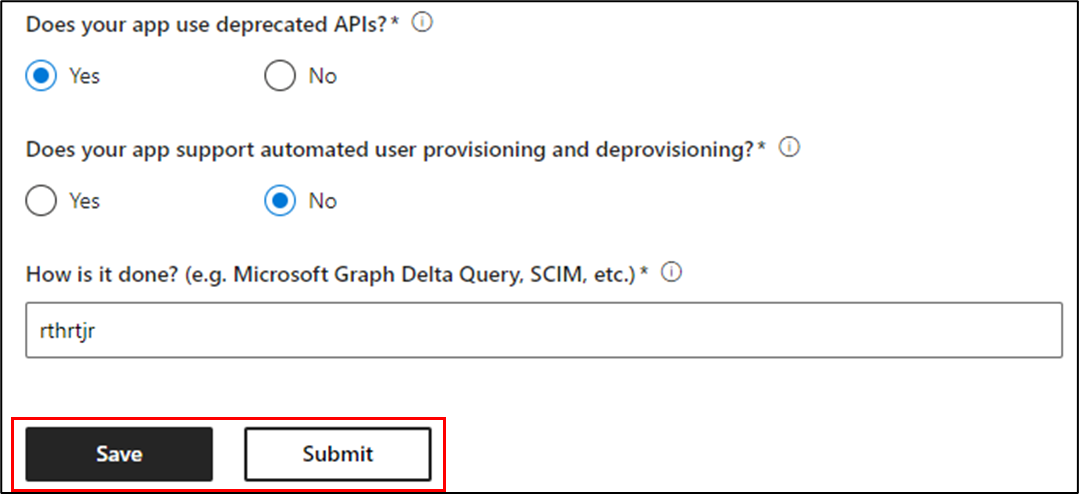 Does your app use deprecated APIs?*
Yes No
Does your app support automated user provisioning and deprovisioning?*
Yes No
How is it done? (e.g. Microsoft Graph Delta Query, SCIM, etc.)*
rthrtjr
Save Submit